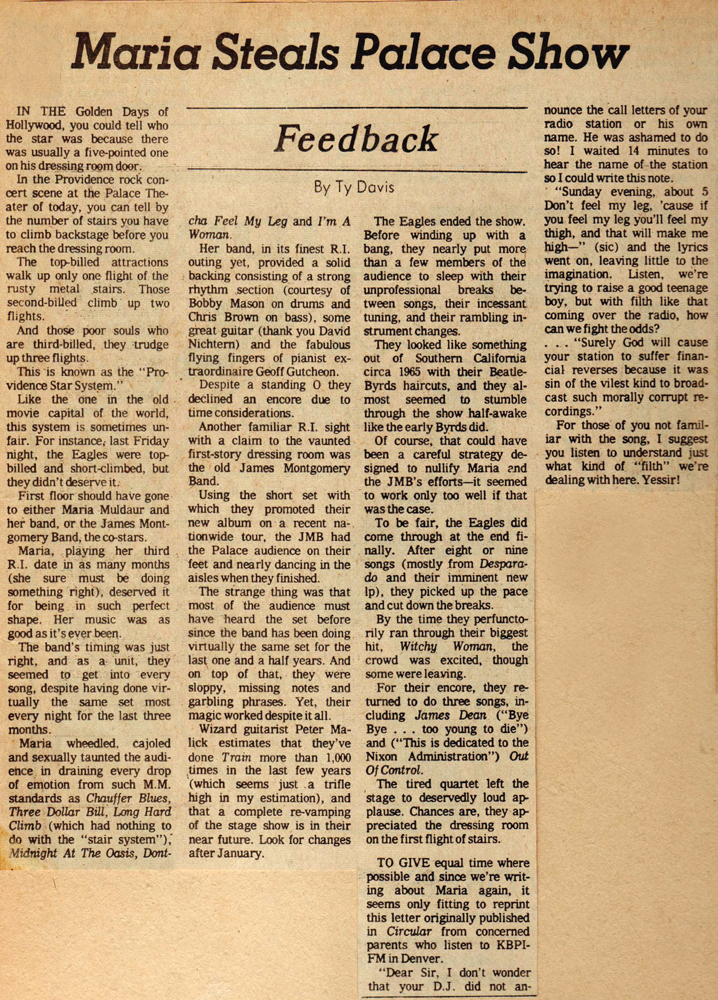 Maria Steals Palace Show
IN THE Golden Days of
Hollywood, you could tell who
the star was because there
was usually a five-pointed one
on his dressing room door.
In the Providence rock con-
cert scene at the Palace The-
ater of today, you can tell by
the number of stairs you have
to climb backstage before you
reach the dressing room.
The top-billed attractions
walk up only one flight of the
rusty metal stairs. Those
second-billed climb up two
flights.
And those poor souls who
are third-billed, they trudge
up three flights.
This is known as the "Pro-
vidence Star System."
Like the one in the old
movie capital of the world,
this system is sometimes un-
fair. For instance, last Friday
night, the Eagles were top-
billed and short-climbed, but
they didn't deserve it.
First floor should have gone
to either Maria Muldaur and
her band, or the James Mont-
gomery Band, the co-stars.
Maria, playing her third
R.I. date in as many months
(she sure must be doing
something right), deserved it
for being in such perfect
shape. Her music was as
good as it's ever been.
The band's timing was just
right, and as a unit, they
seemed to get into every
song, despite having done vir-
tually the same set most
every night for the last three
months.
Maria wheedled, cajoled
and sexually taunted the audi-
ence in draining every drop
of emotion from such M.M.
standards as Chauffer Blues,
Three Dollar Bill, Long Hard
Climb (which had nothing to
do with the "stair system"),
Midnight At The Oasis, Dont-
Feedback
By Ty Davis
cha Feel My Leg and I'm A
Woman.
Her band, in its finest R.I.
outing yet, provided a solid
backing consisting of a strong
rhythm section (courtesy of
Bobby Mason on drums and
Chris Brown on bass), some
great guitar (thank you David
Nichtern) and the fabulous
flying fingers of pianist ex-
traordinaire Geoff Gutcheon.
Despite a standing O they
declined an encore due to
time considerations.
Another familiar R.I. sight
with a claim to the vaunted
first-story dressing room was
the old James Montgomery
Band.
Using the short set with
which they promoted their
new album on a recent na-
tionwide tour, the JMB had
the Palace audience on their
feet and nearly dancing in the
aisles when they finished.
The strange thing was that
most of the audience must
have heard the set before
since the band has been doing
virtually the same set for the
last one and a half years. And
on top of that, they were
sloppy, missing notes and
garbling phrases. Yet, their
magic worked despite it all.
Wizard guitarist Peter Ma-
lick estimates that they've
done Train more than 1,000
times in the last few years
(which seems just a trifle
high in my estimation), and
that a complete re-vamping
of the stage show is in their
near future. Look for changes
after January.
The Eagles ended the show.
Before winding up with a
bang, they nearly put more
than a few members of the
audience to sleep with their
unprofessional breaks be-
tween songs, their incessant
tuning, and their rambling in-
strument changes.
They looked like something
out of Southern California
circa 1965 with their Beatle-
Byrds haircuts, and they al-
most seemed to stumble
through the show half-awake
like the early Byrds did.
Of course, that could have
been a careful strategy de-
signed to nullify Maria and
the JMB's efforts—it seemed
to work only too well if that
was the case.
To be fair, the Eagles did
come through at the end fi-
nally. After eight or nine
songs (mostly from Despara-
do and their imminent new
lp), they picked up the pace
and cut down the breaks.
By the time they perfuncto-
rily ran through their biggest
hit, Witchy Woman, the
crowd was excited, though
some were leaving.
For their encore, they re-
turned to do three songs, in-
cluding James Dean ("Bye
Bye . . . too young to die")
and ("This is dedicated to the
Nixon Administration") Out
Of Control.
The tired quartet left the
stage to deservedly loud ap-
plause. Chances are, they ap-
preciated the dressing room
on the first flight of stairs.
TO GIVE equal time where
possible and since we're writ-
ing about Maria again, it
seems only fitting to reprint
this letter originally published
in Circular from concerned
parents who listen to KBPI-
FM in Denver.
"Dear Sir, I don't wonder
that your D.J. did not an-
nounce the call letters of your
radio station or his own
name. He was ashamed to do
so! I waited 14 minutes to
hear the name of the station
so I could write this note.
"Sunday evening, about 5
Don't feel my leg, 'cause if
you feel my leg you'll feel my
thigh, and that will make me
high—" (sic) and the lyrics
went on, leaving little to the
imagination. Listen, we're
trying to raise a good teenage
boy, but with filth like that
coming over the radio, how
can we fight the odds?
. . . "Surely God will cause
your station to suffer finan-
cial reverses because it was
sin of the vilest kind to broad-
cast such morally corrupt re-
cordings."
For those of you not famil-
iar with the song, I suggest
you listen to understand just
what kind of "filth" we're
dealing with here. Yessir!